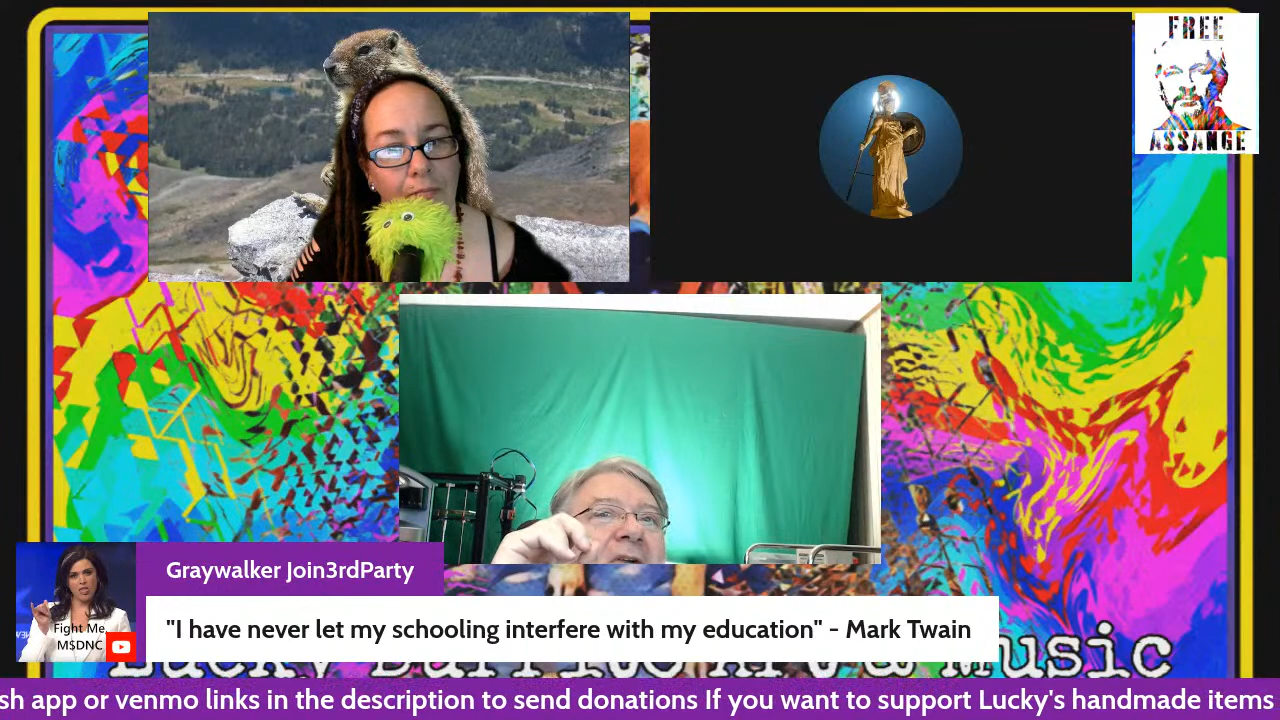 FREE
ASSANGE
Graywalker Join3rdParty
Fight Me,
M$DNC
"I have never let my schooling interfere with my education" - Mark Twain
Music
sh app or venmo links in the description to send donations If you want to support Lucky's handmade items